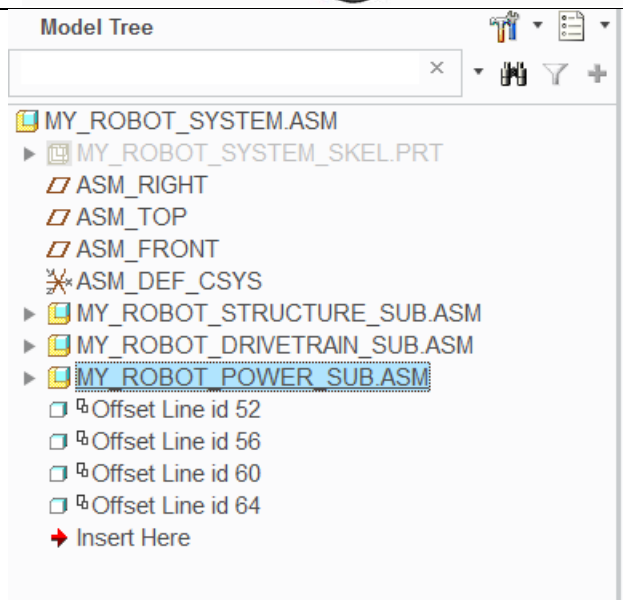 Model Tree
MY_ROBOT_SYSTEM.ASM
MY_ROBOT_SYSTEM_SKEL.PRT
ASM_RIGHT
ASM_TOP
ASM_FRONT
ASM_DEF_CSYS
MY_ROBOT_STRUCTURE_SUB.ASM
MY_ROBOT_DRIVETRAIN_SUB.ASM
MY_ROBOT_POWER_SUB.ASM
Offset Line id 52
Offset Line id 56
Offset Line id 60
Offset Line id 64
Insert Here